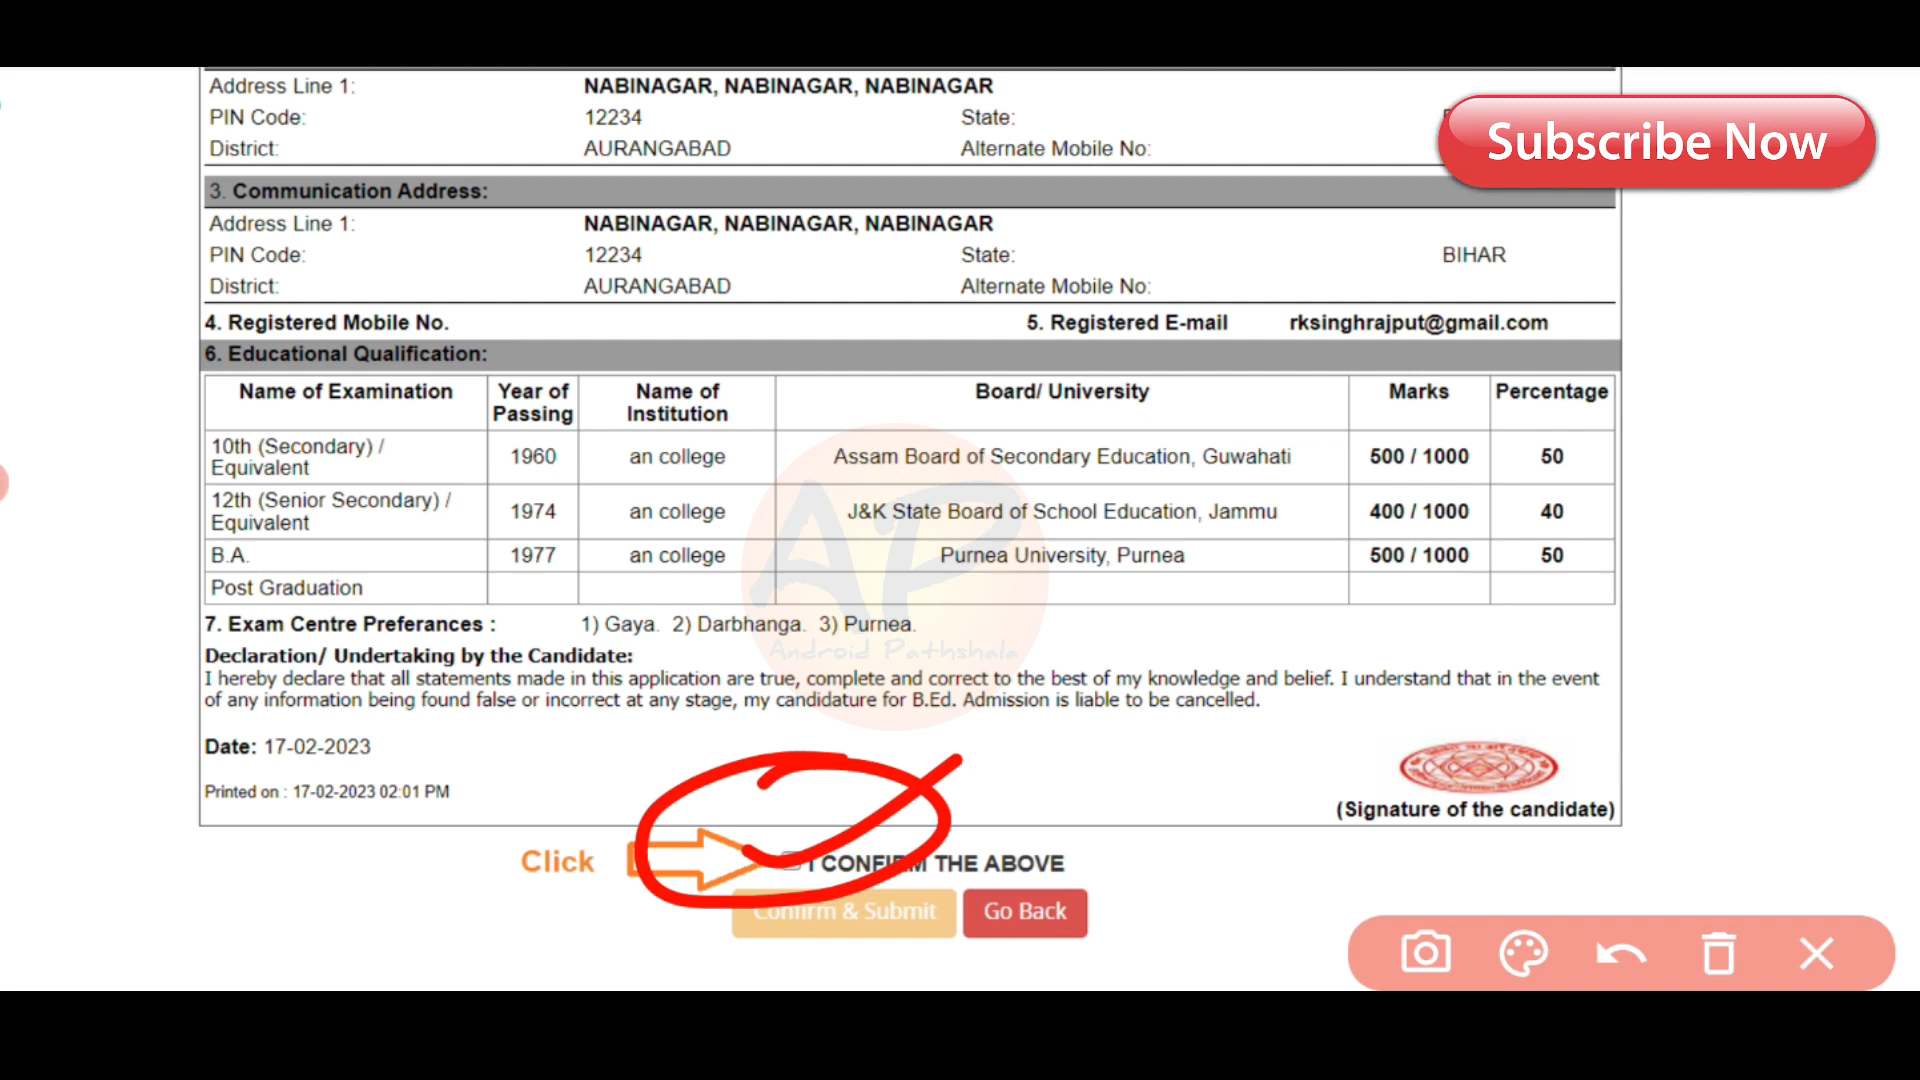 Address Line 1: NABINAGAR, NABINAGAR, NABINAGAR
PIN Code: 12234 State:
District: AURANGABAD Alternate Mobile No:
Subscribe Now
3. Communication Address:
Address Line 1: NABINAGAR, NABINAGAR, NABINAGAR
PIN Code: 12234 State: BIHAR
District: AURANGABAD Alternate Mobile No:
4. Registered Mobile No. 5. Registered E-mail rksinghrajput@gmail.com
6. Educational Qualification:
Name of Examination Year of Passing Name of Institution Board/ University Marks Percentage
10th (Secondary) / Equivalent 1960 an college Assam Board of Secondary Education, Guwahati 500 / 1000 50
12th (Senior Secondary) / Equivalent 1974 an college J&K State Board of School Education, Jammu 400 / 1000 40
B.A. 1977 an college Purnea University, Purnea 500 / 1000 50
Post Graduation
AP
7. Exam Centre Preferances : 1) Gaya. 2) Darbhanga. 3) Purnea.
Android Pathshala
Declaration/ Undertaking by the Candidate:
I hereby declare that all statements made in this application are true, complete and correct to the best of my knowledge and belief. I understand that in the event
of any information being found false or incorrect at any stage, my candidature for B.Ed. Admission is liable to be cancelled.
Date: 17-02-2023
Printed on : 17-02-2023 02:01 PM
(Signature of the candidate)
Click I CONFIRM THE ABOVE
Confirm & Submit Go Back